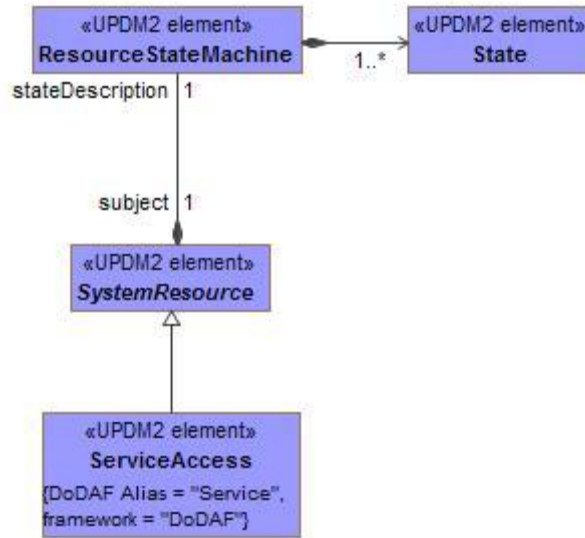 «UPDM2 element»
ResourceStateMachine
«UPDM2 element»
State
1..*
stateDescription 1
subject 1
«UPDM2 element»
SystemResource
«UPDM2 element»
ServiceAccess
{DoDAF Alias = "Service",
framework = "DoDAF"}